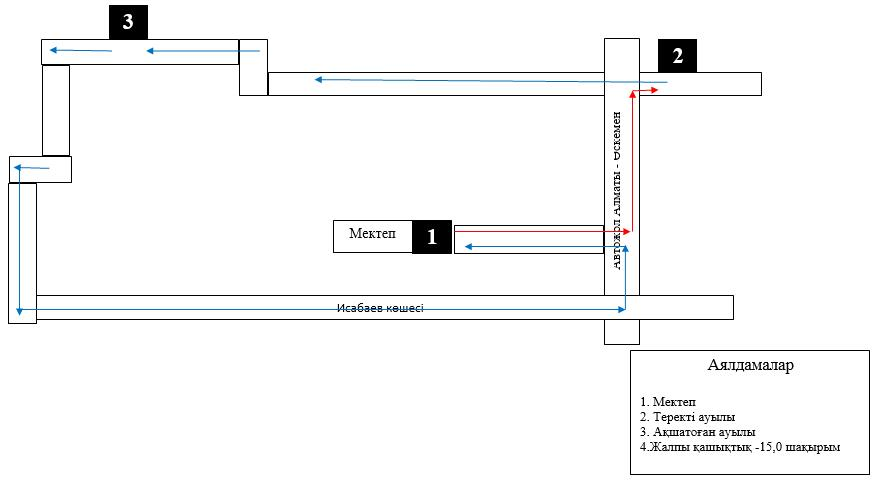 3
2
Автожол Алматы - Өскемен
Мектеп
1
Исабаев көшесі
Аялдамалар
1. Мектеп
2. Теректі ауылы
3. Ақшатоған ауылы
4.Жалпы қашықтық -15,0 шақырым